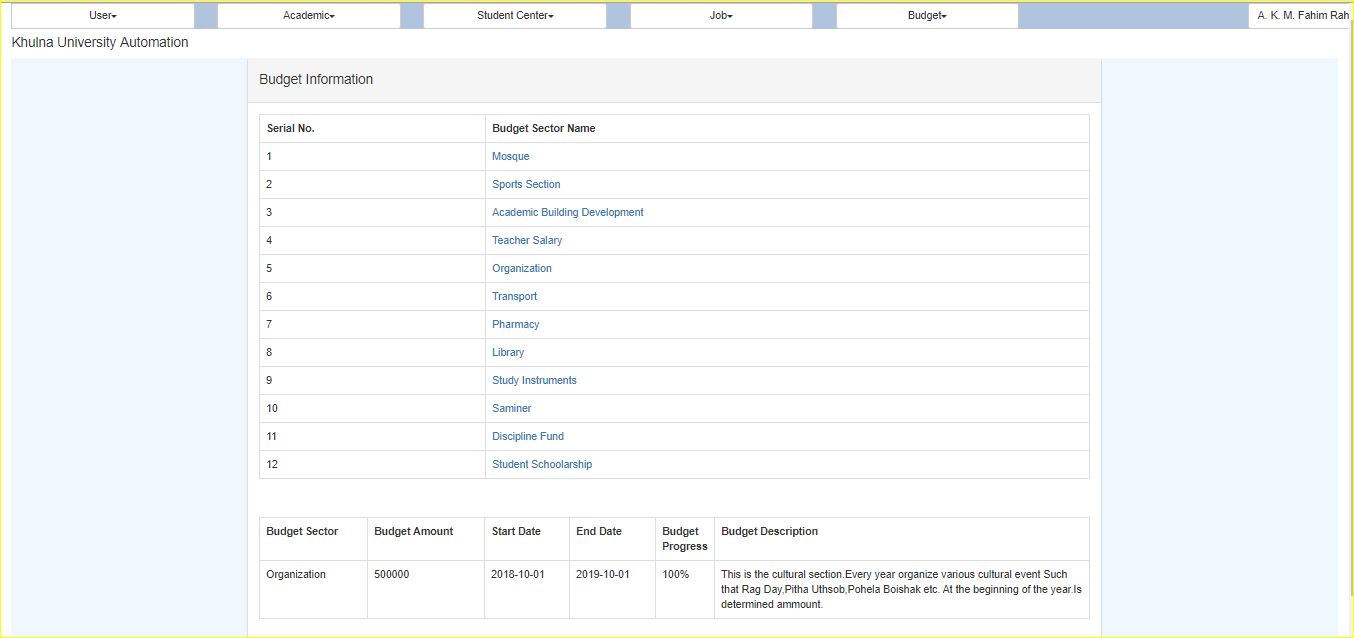 User
Academic
Student Center
Job
Budget
A. K. M. Fahim Rah
Khulna University Automation
Budget Information
Serial No. Budget Sector Name
1 Mosque
2 Sports Section
3 Academic Building Development
4 Teacher Salary
5 Organization
6 Transport
7 Pharmacy
8 Library
9 Study Instruments
10 Saminer
11 Discipline Fund
12 Student Schoolarship
Budget Sector Budget Amount Start Date End Date Budget Progress Budget Description
Organization 500000 2018-10-01 2019-10-01 100% This is the cultural section.Every year organize various cultural event Such
that Rag Day,Pitha Uthsob,Pohela Boishak etc. At the beginning of the year.Is
determined ammount.